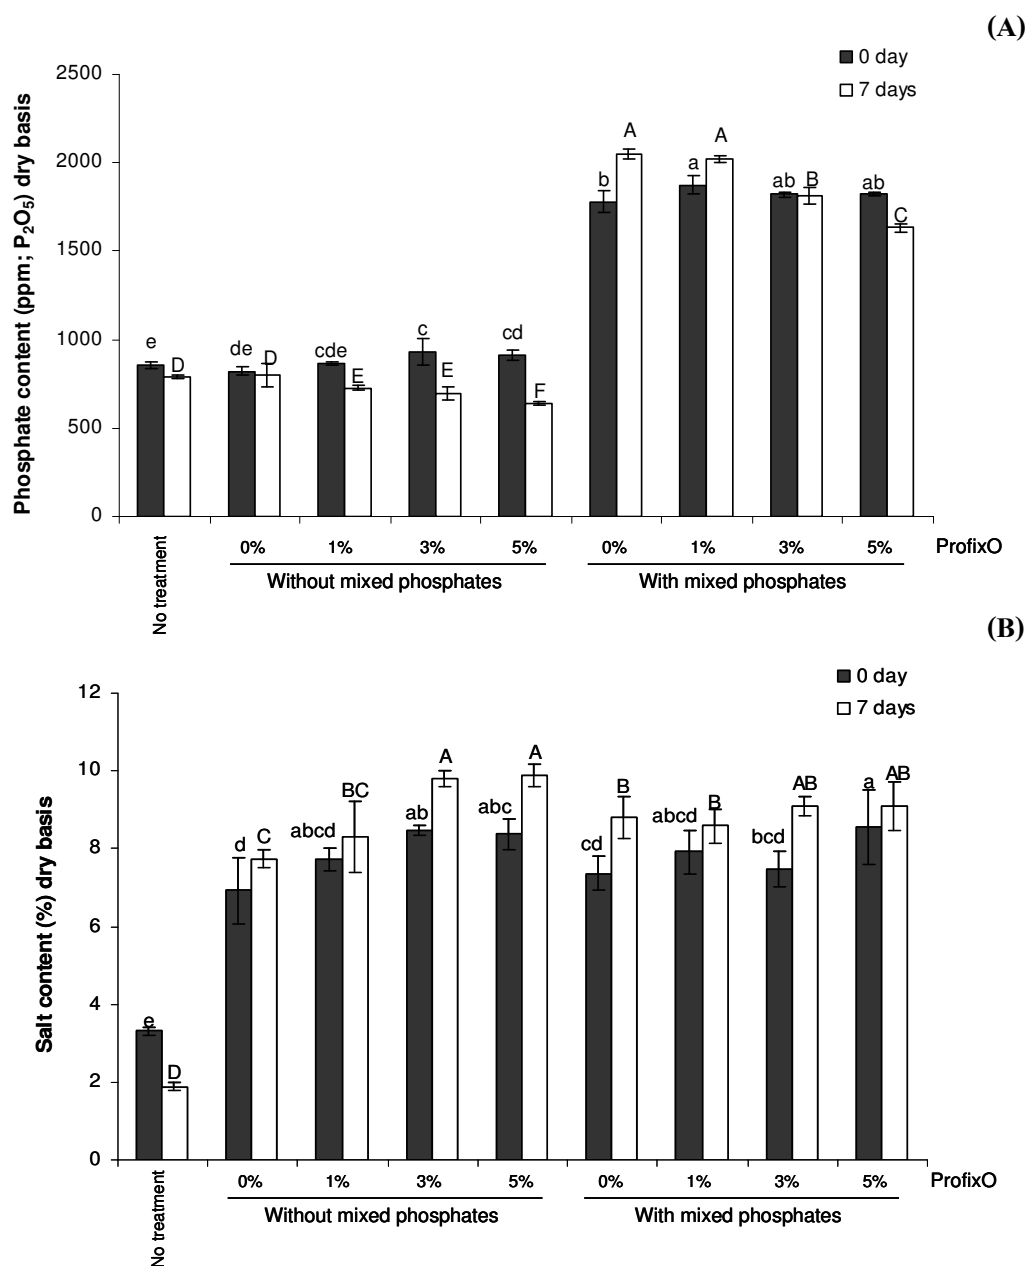 (A)
0 day
7 days
Phosphate content (ppm; P₂O₅) dry basis
2500
2000
1500
1000
500
0
e D de D cde E c E cd F b A a A ab B ab C
No treatment 0% 1% 3% 5% 0% 1% 3% 5% ProfixO
Without mixed phosphates With mixed phosphates
(B)
0 day
7 days
Salt content (%) dry basis
12
10
8
6
4
2
0
e D d C abcd BC ab A abc A cd B abcd B bcd AB a AB
No treatment 0% 1% 3% 5% 0% 1% 3% 5% ProfixO
Without mixed phosphates With mixed phosphates